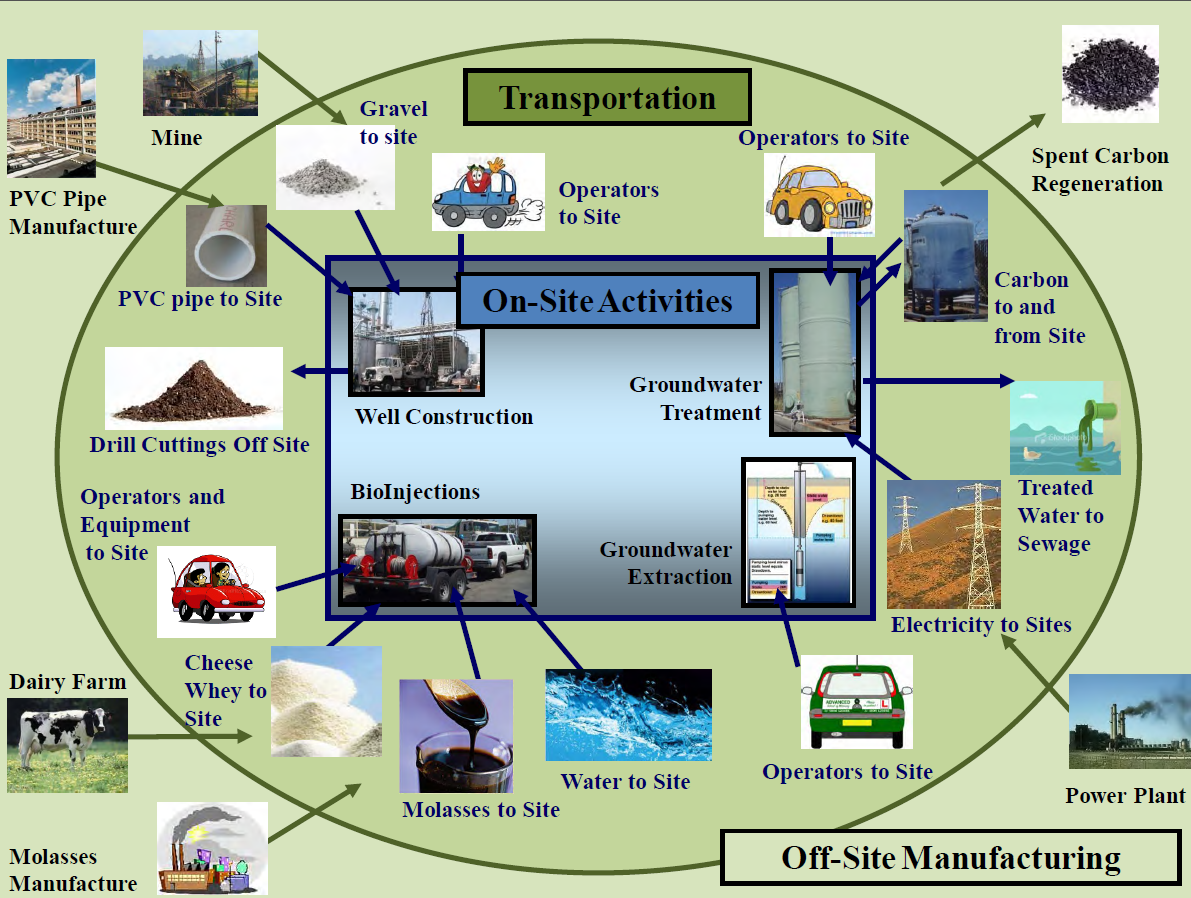 Transportation
Mine
Gravel
to site
PVC Pipe
Manufacture
Operators
to Site
Operators to Site
Spent Carbon
Regeneration
PVC pipe to Site
On-Site Activities
Carbon
to and
from Site
Well Construction
Groundwater
Treatment
Drill Cuttings Off Site
Treated
Water to
Sewage
BioInjections
Operators and
Equipment
to Site
Groundwater
Extraction
Electricity to Sites
Cheese
Whey to
Site
Dairy Farm
ADVANCED
L
Operators to Site
Water to Site
Molasses to Site
Power Plant
Molasses
Manufacture
Off-Site Manufacturing